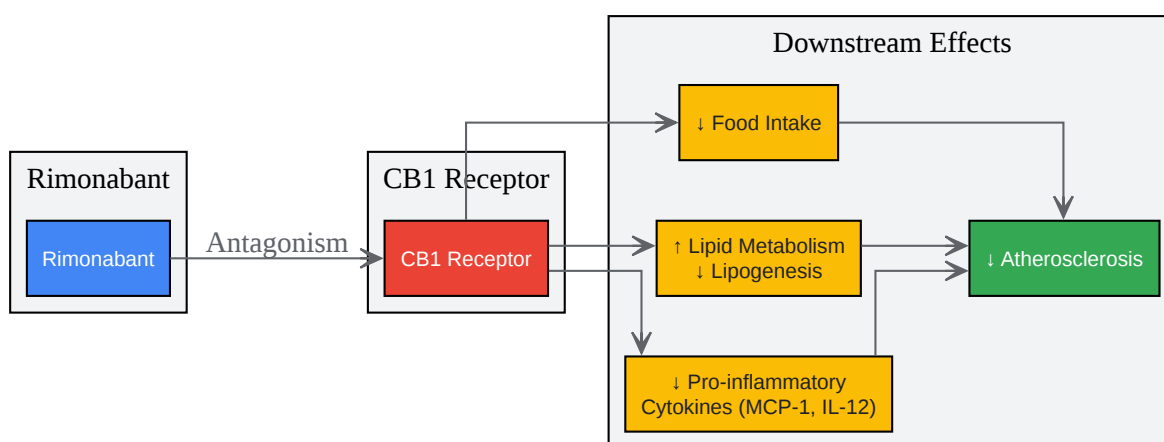 Downstream Effects
↓ Food Intake
Rimonabant
CB1 Receptor
Rimonabant
Antagonism
CB1 Receptor
↑ Lipid Metabolism
↓ Lipogenesis
↓ Atherosclerosis
↓ Pro-inflammatory
Cytokines (MCP-1, IL-12)